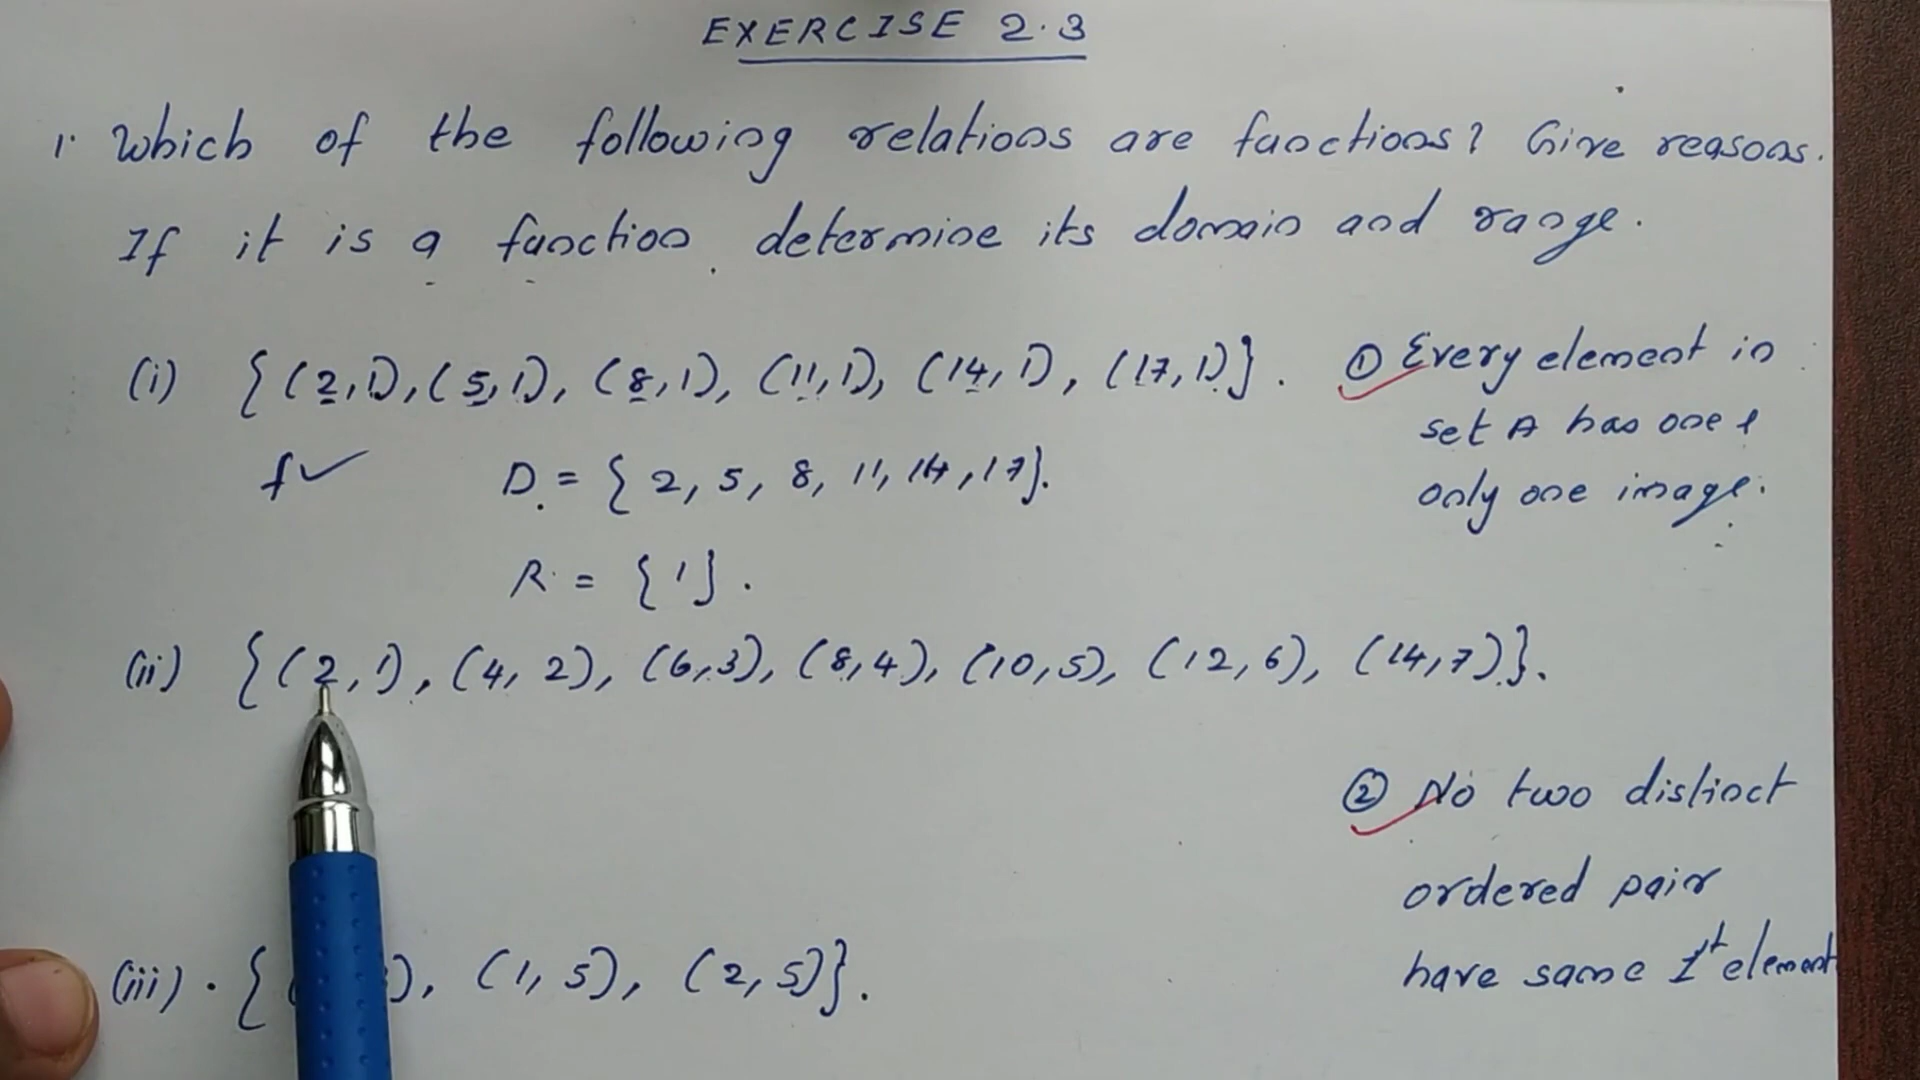 EXERCISE 2.3
1. Which of the following relations are functions? Give reasons.
If it is a function determine its domain and range.
(i) {(2,1), (5,1), (8,1), (11,1), (14,1), (17,1)}.
① Every element in
set A has one &
only one image.
f✓ D = {2, 5, 8, 11, 14, 17}.
R = {1}.
(ii) {(2,1), (4, 2), (6,3), (8,4), (10,5), (12,6), (14,7)}.
② No two distinct
ordered pair
have same 1st element
(iii) . { ), (1,5), (2,5)}.